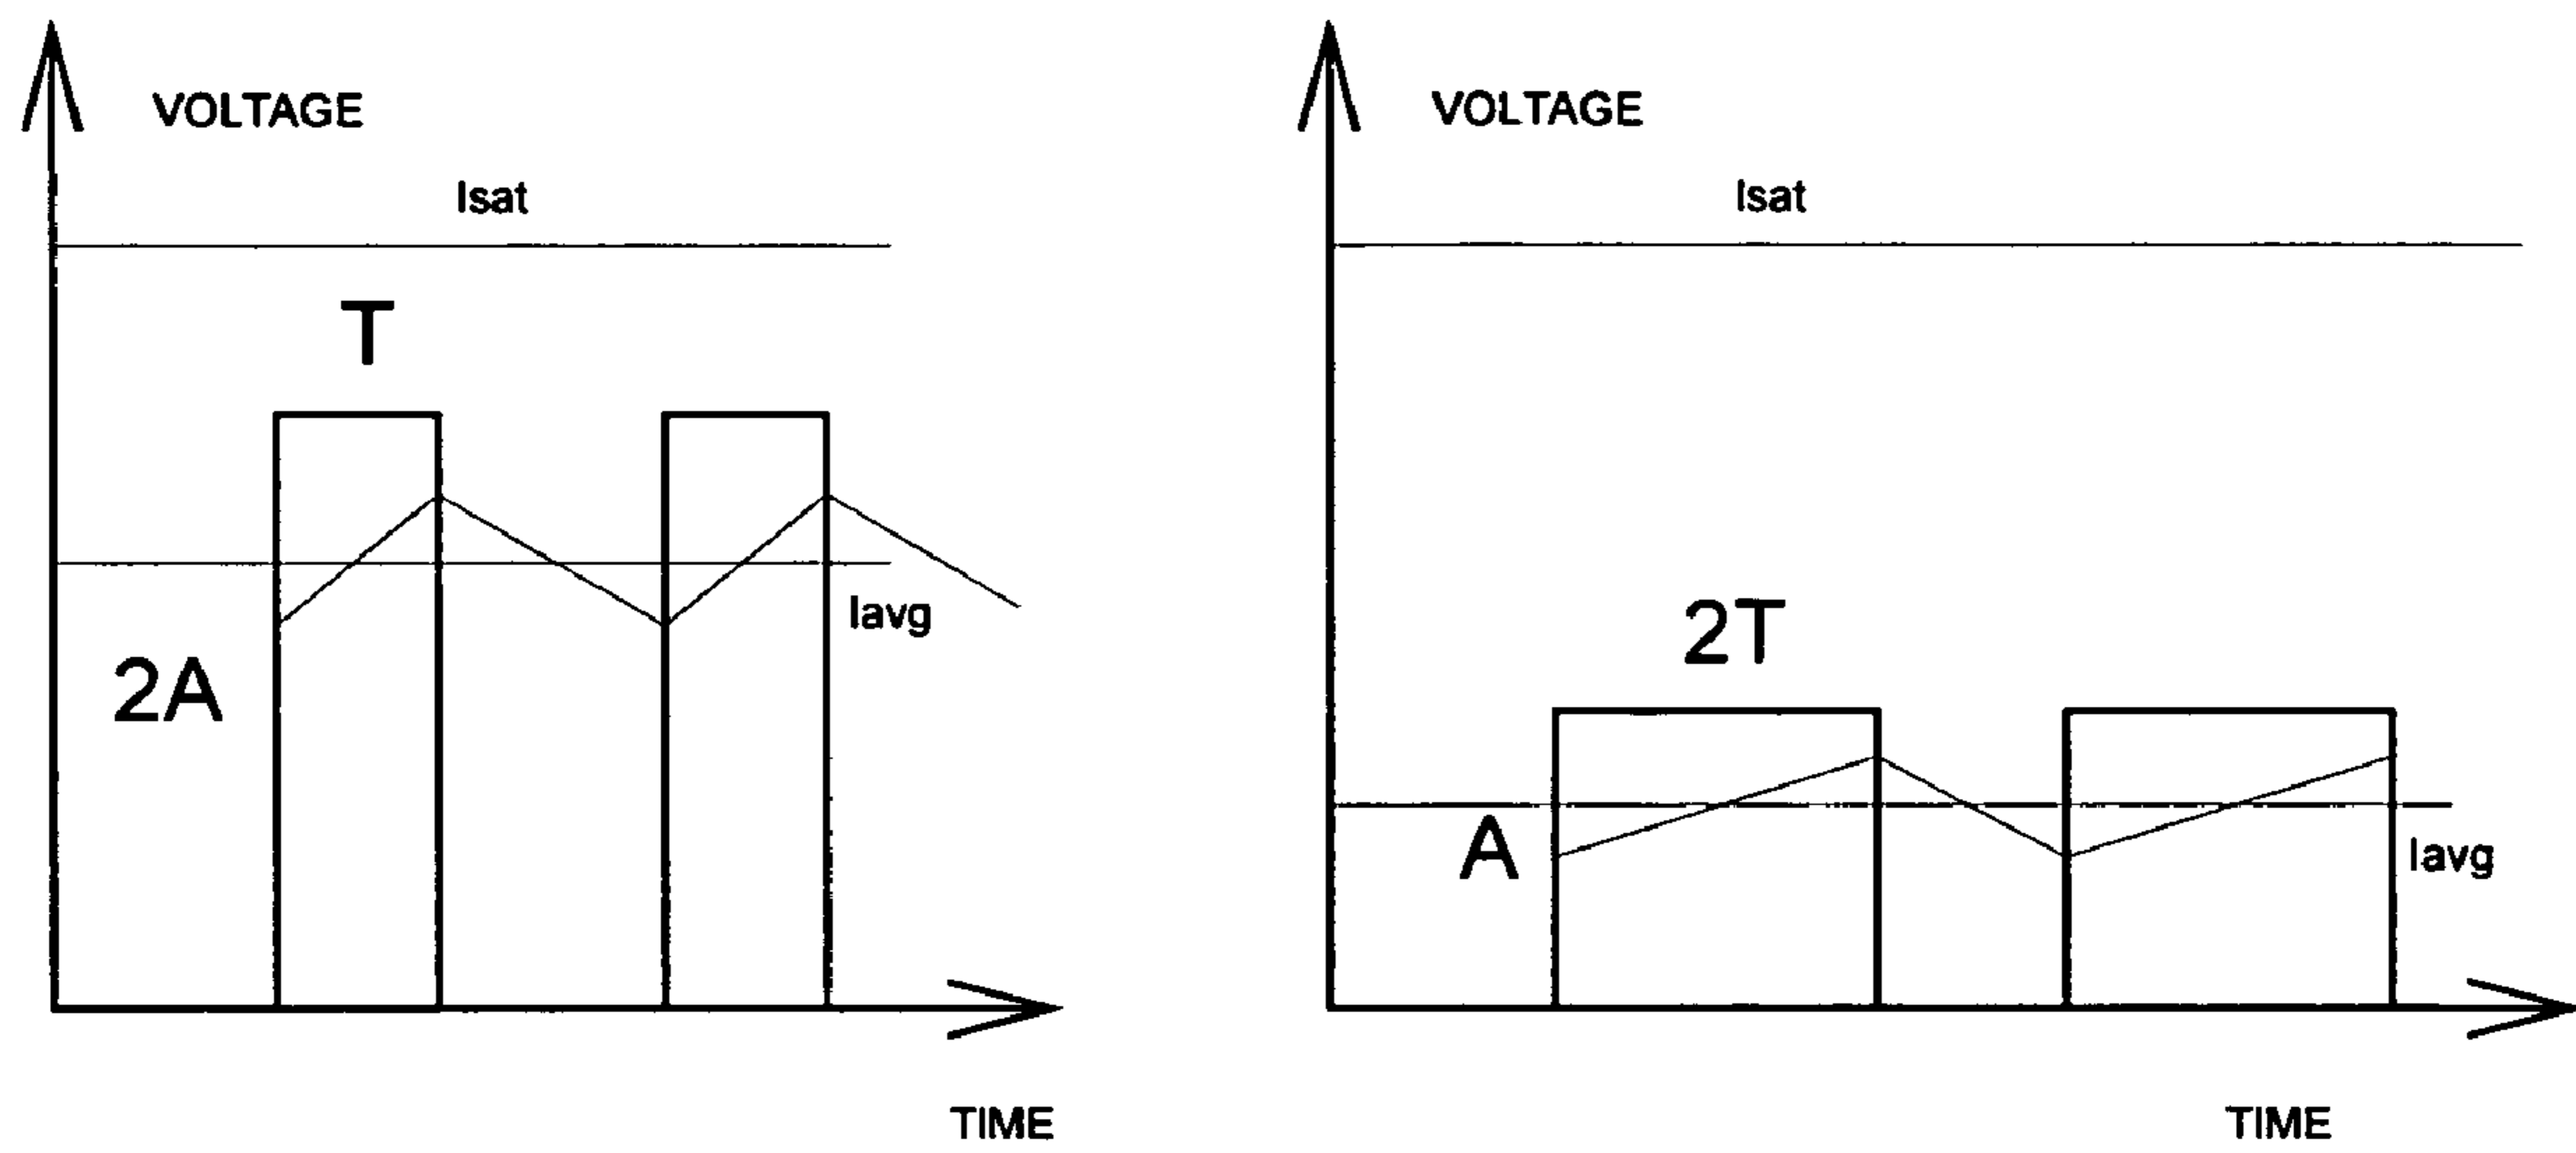 VOLTAGE
Isat
T
Iavg
2A
TIME
VOLTAGE
Isat
2T
A
Iavg
TIME